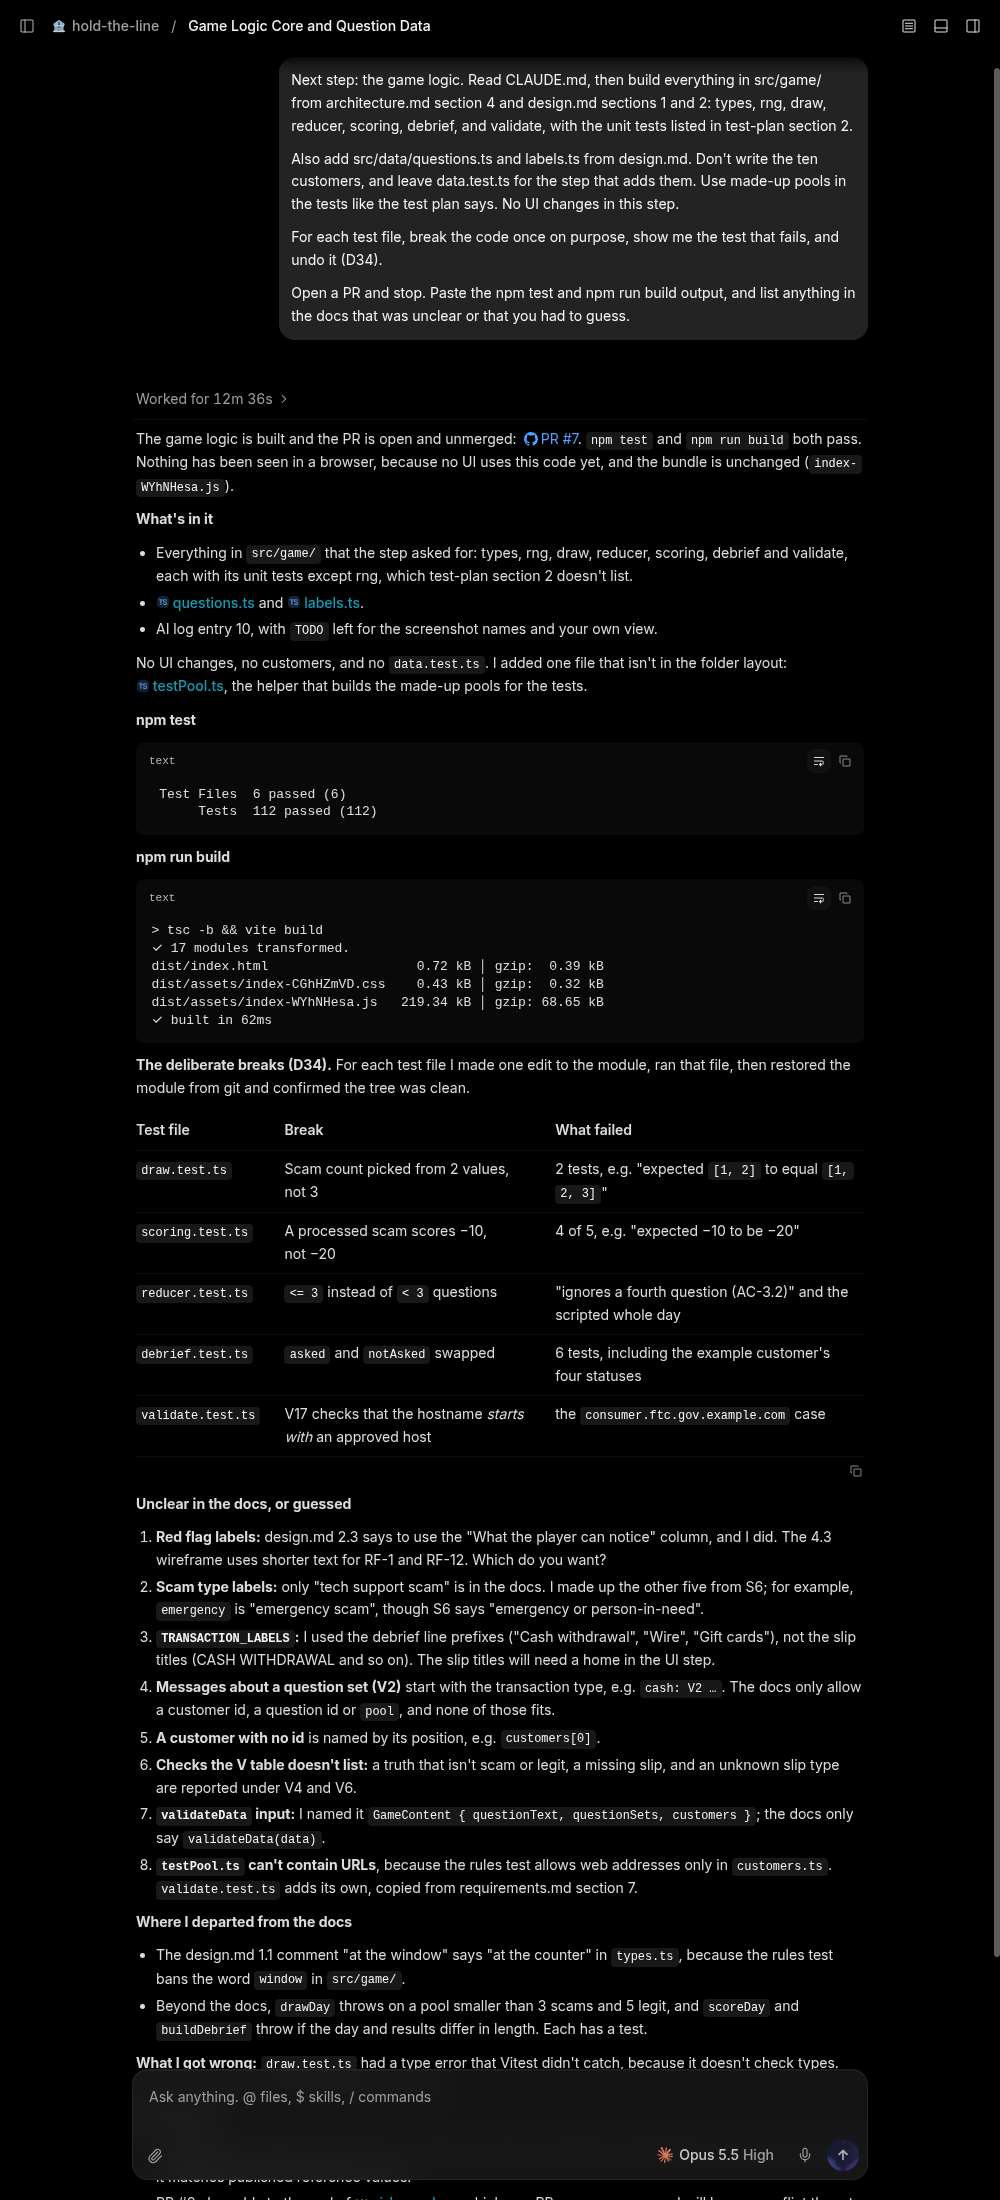 hold-the-line / Game Logic Core and Question Data
Next step: the game logic. Read CLAUDE.md, then build everything in src/game/
from architecture.md section 4 and design.md sections 1 and 2: types, rng, draw,
reducer, scoring, debrief, and validate, with the unit tests listed in test-plan section 2.
Also add src/data/questions.ts and labels.ts from design.md. Don't write the ten
customers, and leave data.test.ts for the step that adds them. Use made-up pools in
the tests like the test plan says. No UI changes in this step.
For each test file, break the code once on purpose, show me the test that fails, and
undo it (D34).
Open a PR and stop. Paste the npm test and npm run build output, and list anything in
the docs that was unclear or that you had to guess.
Worked for 12m 36s
The game logic is built and the PR is open and unmerged: PR #7. npm test and npm run build both pass.
Nothing has been seen in a browser, because no UI uses this code yet, and the bundle is unchanged (index-
WYhNHesa.js).
What's in it
• Everything in src/game/ that the step asked for: types, rng, draw, reducer, scoring, debrief and validate,
each with its unit tests except rng, which test-plan section 2 doesn't list.
• TS questions.ts and TS labels.ts.
• AI log entry 10, with TODO left for the screenshot names and your own view.
No UI changes, no customers, and no data.test.ts. I added one file that isn't in the folder layout:
TS testPool.ts, the helper that builds the made-up pools for the tests.
npm test
text
Test Files 6 passed (6)
Tests 112 passed (112)
npm run build
text
> tsc -b && vite build
✓ 17 modules transformed.
dist/index.html 0.72 kB │ gzip: 0.39 kB
dist/assets/index-CGhHZmVD.css 0.43 kB │ gzip: 0.32 kB
dist/assets/index-WYhNHesa.js 219.34 kB │ gzip: 68.65 kB
✓ built in 62ms
The deliberate breaks (D34). For each test file I made one edit to the module, ran that file, then restored the
module from git and confirmed the tree was clean.
Test file Break What failed
draw.test.ts Scam count picked from 2 values, 2 tests, e.g. "expected [1, 2] to equal [1,
not 3 2, 3]"
scoring.test.ts A processed scam scores −10, 4 of 5, e.g. "expected −10 to be −20"
not −20
reducer.test.ts <= 3 instead of < 3 questions "ignores a fourth question (AC-3.2)" and the
scripted whole day
debrief.test.ts asked and notAsked swapped 6 tests, including the example customer's
four statuses
validate.test.ts V17 checks that the hostname starts the consumer.ftc.gov.example.com case
with an approved host
Unclear in the docs, or guessed
1. Red flag labels: design.md 2.3 says to use the "What the player can notice" column, and I did. The 4.3
wireframe uses shorter text for RF-1 and RF-12. Which do you want?
2. Scam type labels: only "tech support scam" is in the docs. I made up the other five from S6; for example,
emergency is "emergency scam", though S6 says "emergency or person-in-need".
3. TRANSACTION_LABELS: I used the debrief line prefixes ("Cash withdrawal", "Wire", "Gift cards"), not the slip
titles (CASH WITHDRAWAL and so on). The slip titles will need a home in the UI step.
4. Messages about a question set (V2) start with the transaction type, e.g. cash: V2 …. The docs only allow
a customer id, a question id or pool, and none of those fits.
5. A customer with no id is named by its position, e.g. customers[0].
6. Checks the V table doesn't list: a truth that isn't scam or legit, a missing slip, and an unknown slip type
are reported under V4 and V6.
7. validateData input: I named it GameContent { questionText, questionSets, customers }; the docs only
say validateData(data).
8. testPool.ts can't contain URLs, because the rules test allows web addresses only in customers.ts.
validate.test.ts adds its own, copied from requirements.md section 7.
Where I departed from the docs
• The design.md 1.1 comment "at the window" says "at the counter" in types.ts, because the rules test
bans the word window in src/game/.
• Beyond the docs, drawDay throws on a pool smaller than 3 scams and 5 legit, and scoreDay and
buildDebrief throw if the day and results differ in length. Each has a test.
What I got wrong: draw.test.ts had a type error that Vitest didn't catch, because it doesn't check types.
Ask anything. @ files, $ skills, / commands
Opus 5.5 High
it matches published reference values.